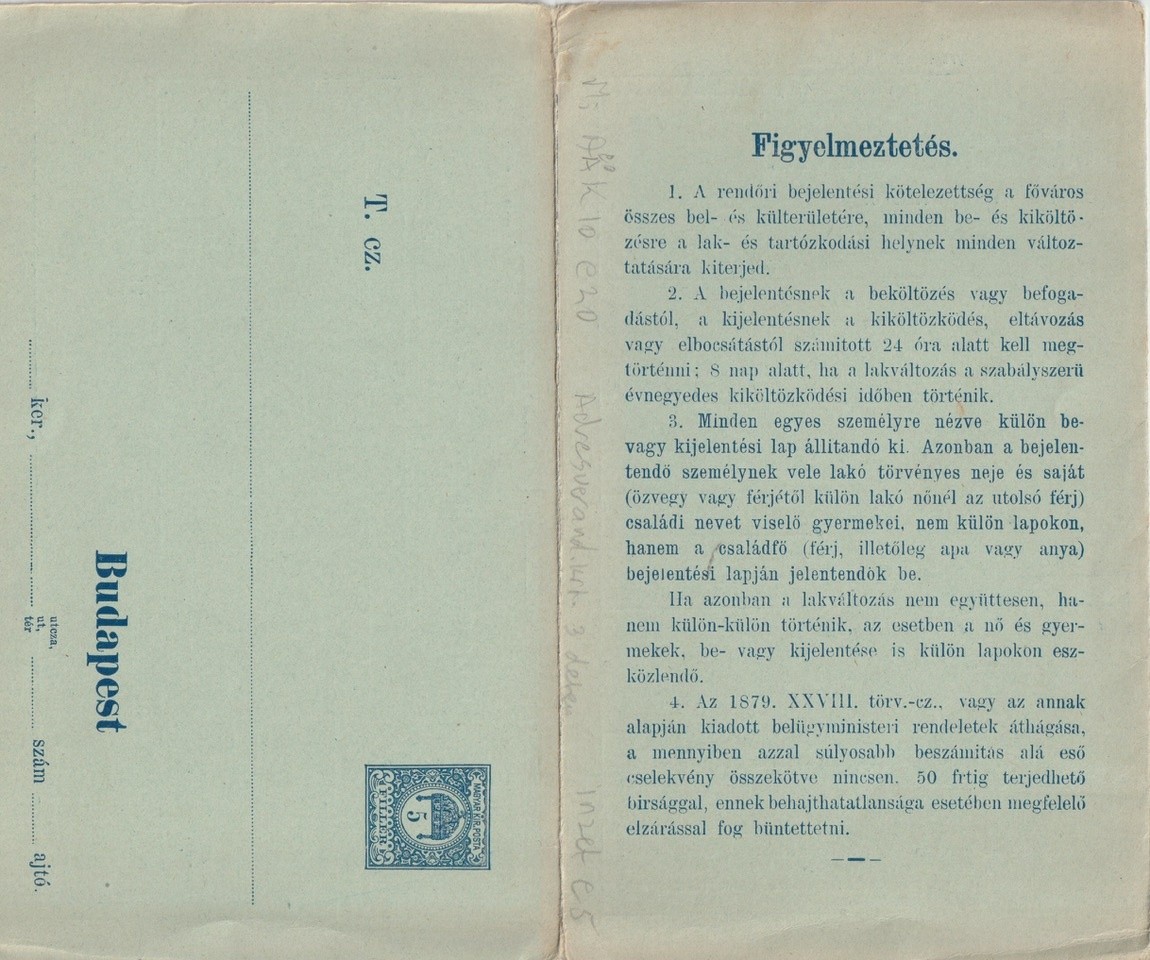 T. cz.
Budapest
ker., utcza, ut, tér szám ajtó.
MAGYAR KIR. POSTA
5
FILLÉR
Adresverand.krt. 3 delen
Figyelmeztetés.
1. A rendőri bejelentési kötelezettség a főváros
összes bel- és külterületére, minden be- és kiköltö-
zésre a lak- és tartózkodási helynek minden változ-
tatására kiterjed.
2. A bejelentésnek a beköltözés vagy befoga-
dástól, a kijelentésnek a kiköltözködés, eltávozás
vagy elbocsátástól számitott 24 óra alatt kell meg-
történni; 8 nap alatt, ha a lakváltozás a szabályszerü
évnegyedes kiköltözködési időben történik.
3. Minden egyes személyre nézve külön be-
vagy kijelentési lap állitandó ki. Azonban a bejelen-
tendő személynek vele lakó törvényes neje és saját
(özvegy vagy férjétől külön lakó nőnél az utolsó férj)
családi nevet viselő gyermekei, nem külön lapokon,
hanem a családfő (férj, illetőleg apa vagy anya)
bejelentési lapján jelentendők be.
Ha azonban a lakváltozás nem együttesen, ha-
nem külön-külön történik, az esetben a nő és gyer-
mekek, be- vagy kijelentése is külön lapokon esz-
közlendő.
4. Az 1879. XXVIII. törv.-cz., vagy az annak
alapján kiadott belügyministeri rendeletek áthágása,
a mennyiben azzal súlyosabb beszámitás alá eső
cselekvény összekötve nincsen. 50 frtig terjedhető
birsággal, ennek behajthatatlansága esetében megfelelő
elzárással fog büntettetni.